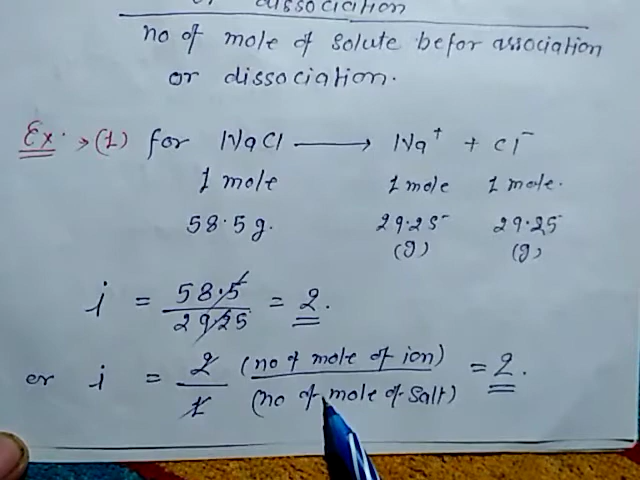 or dissociation
no of mole of solute befor association
or dissociation.
Ex. → (1) for NaCl ⟶ Na⁺ + Cl⁻
1 mole 1 mole 1 mole.
58.5 g. 29.25 29.25
(g) (g)
i = 58.5 / 29.25 = 2.
or i = 2 / 1 (no of mole of ion) / (no of mole of salt) = 2.